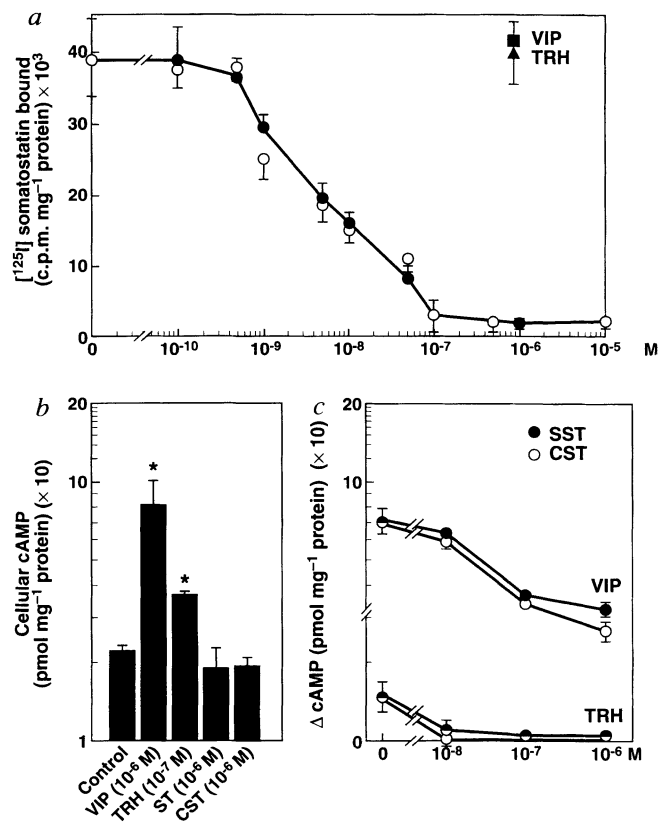 a
[¹²⁵I] somatostatin bound
(c.p.m. mg⁻¹ protein) × 10³
40
30
20
10
0
VIP
TRH
0 10⁻¹⁰ 10⁻⁹ 10⁻⁸ 10⁻⁷ 10⁻⁶ 10⁻⁵ M
b
Cellular cAMP
(pmol mg⁻¹ protein) (× 10)
20
10
1
*
*
Control
VIP (10⁻⁶ M)
TRH (10⁻⁷ M)
ST (10⁻⁶ M)
CST (10⁻⁶ M)
c
Δ cAMP (pmol mg⁻¹ protein) (× 10)
20
10
0
SST
CST
VIP
TRH
0 10⁻⁸ 10⁻⁷ 10⁻⁶ M